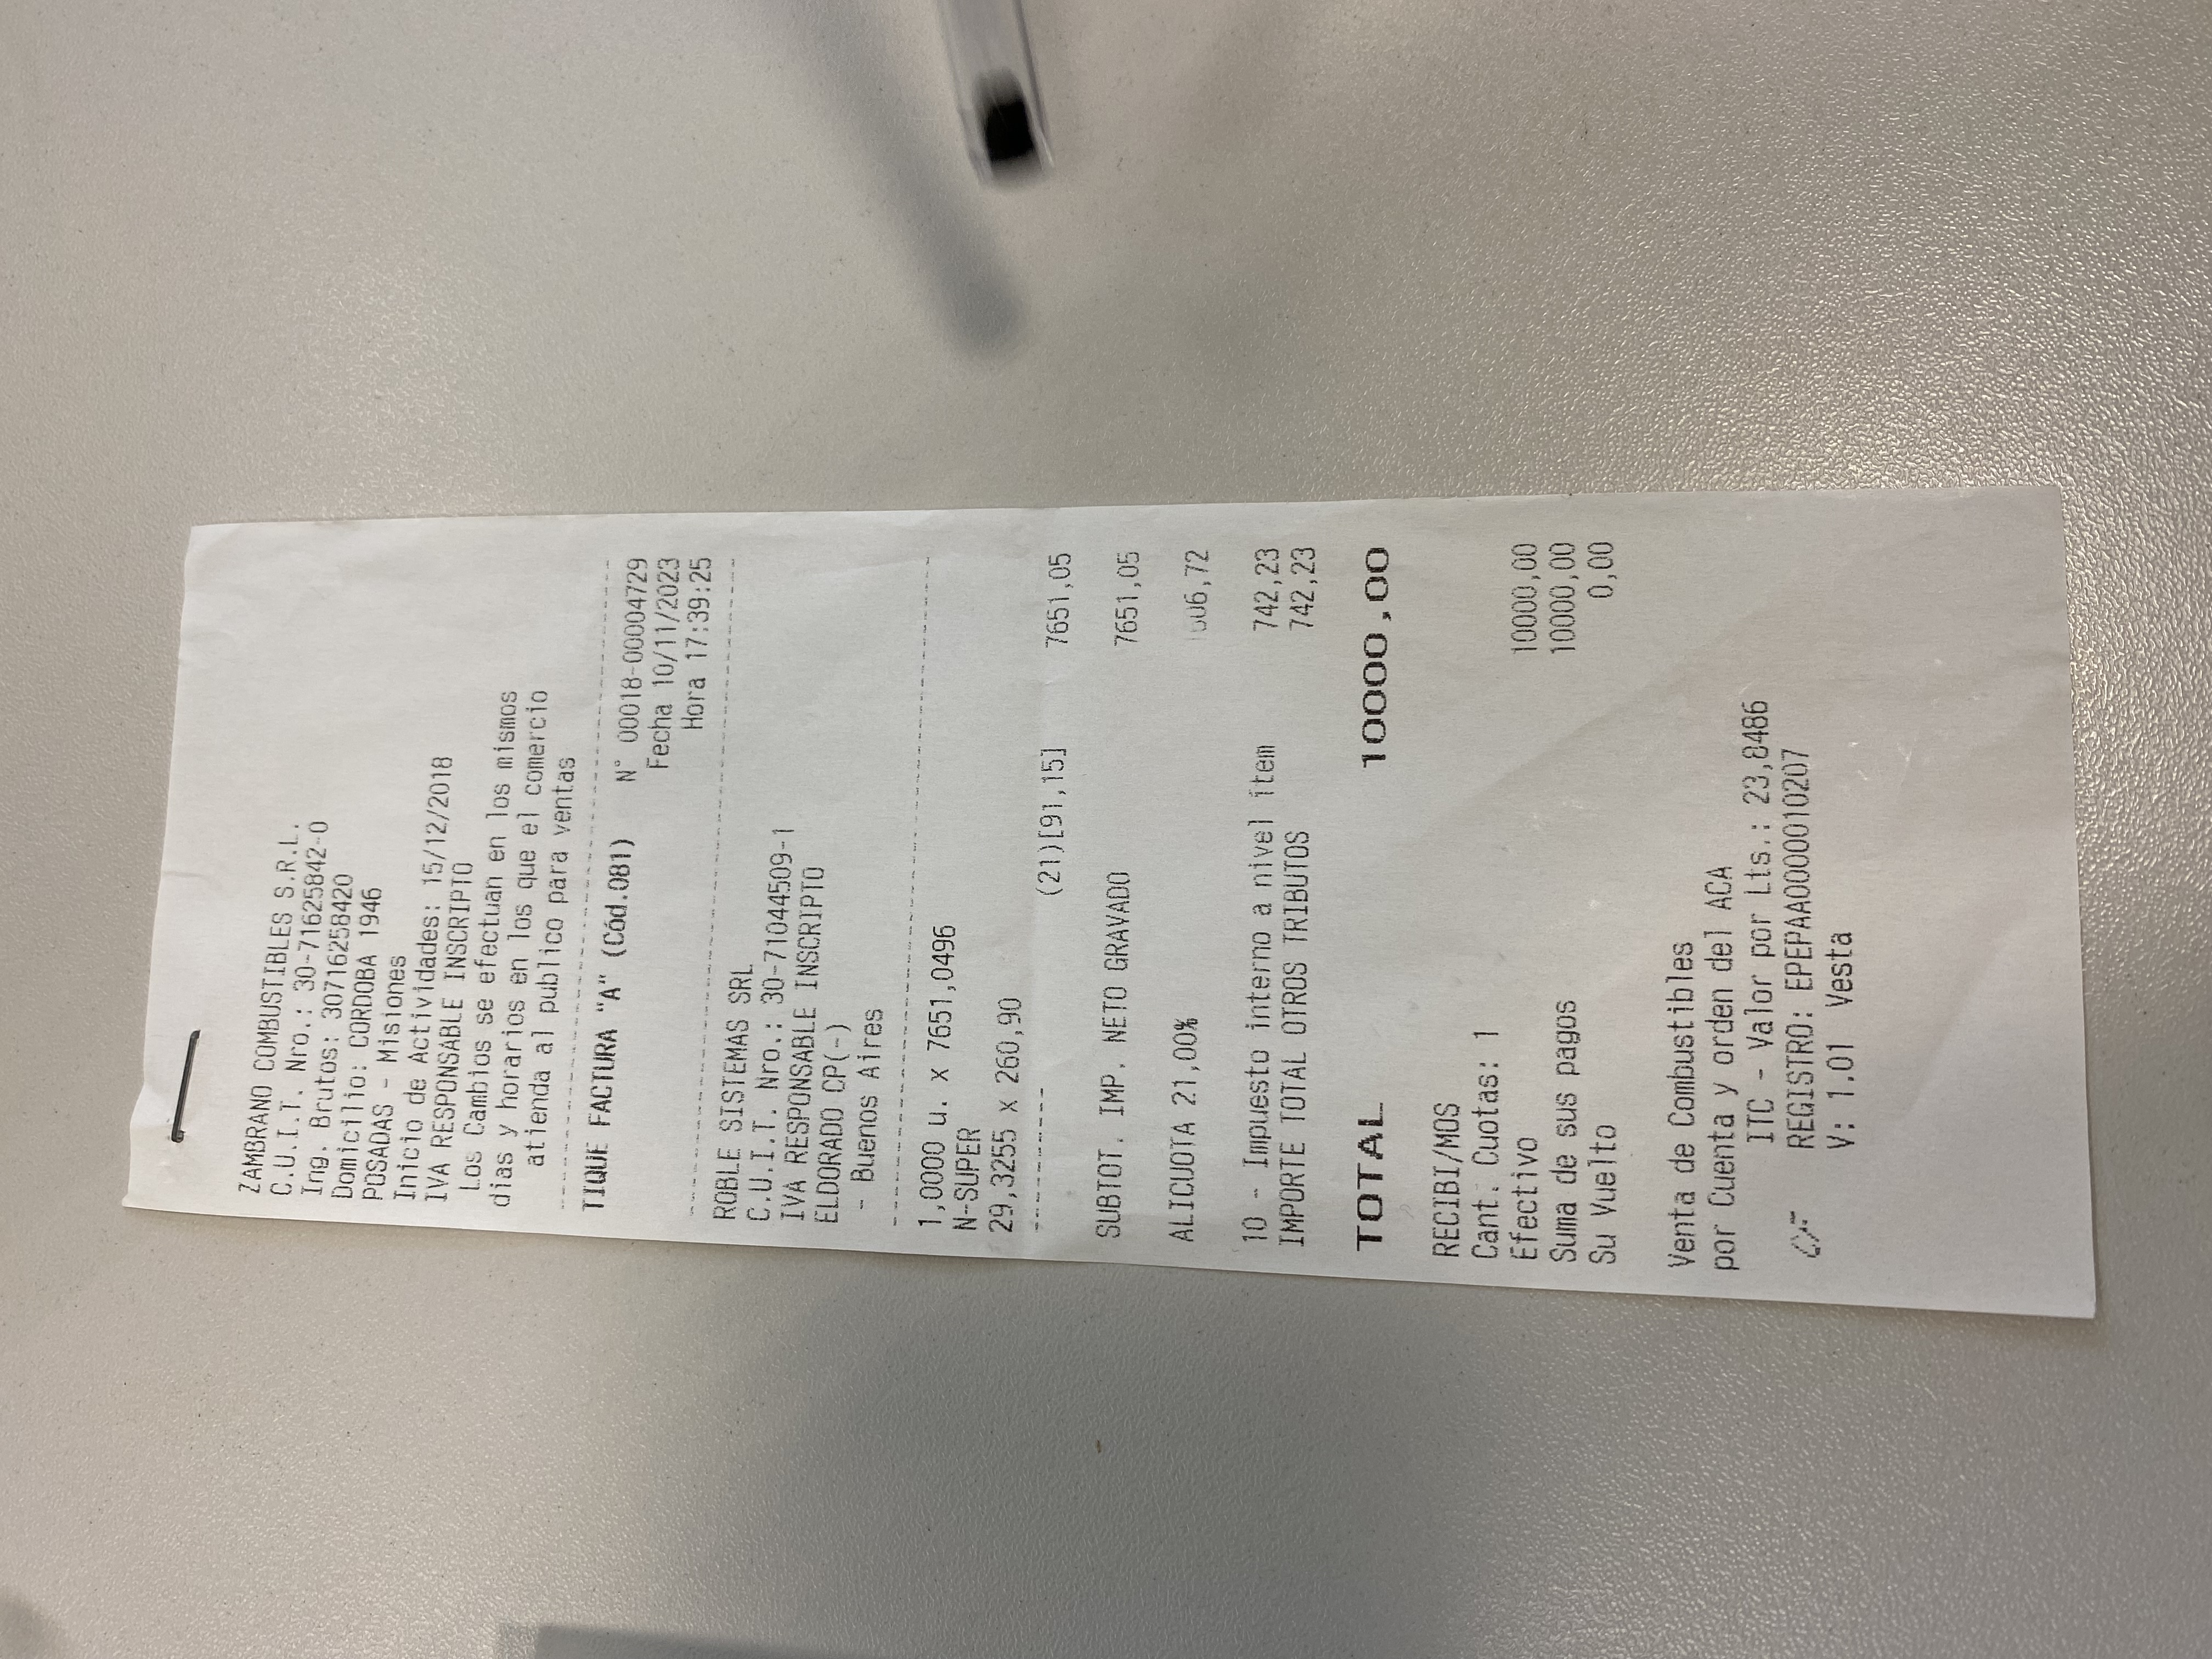 ZAMBRANO COMBUSTIBLES S.R.L.
C.U.I.T. Nro.: 30-71625842-0
Ing. Brutos: 30716258420
Domicilio: CORDOBA 1946
POSADAS - Misiones
Inicio de Actividades: 15/12/2018
IVA RESPONSABLE INSCRIPTO
Los Cambios se efectuan en los mismos
dias y horarios en los que el comercio
atienda al publico para ventas
TIQUE FACTURA "A" (Cód.081) N° 00018-00004729
Fecha 10/11/2023
Hora 17:39:25
ROBLE SISTEMAS SRL
C.U.I.T. Nro.: 30-71044509-1
IVA RESPONSABLE INSCRIPTO
ELDORADO CP(-)
- Buenos Aires
1,0000 u. x 7651,0496
N-SUPER
29,3255 x 260,90
(21)[91,15] 7651,05
SUBTOT. IMP. NETO GRAVADO 7651,05
ALICUOTA 21,00% 1606,72
10 - Impuesto interno a nivel ítem 742,23
IMPORTE TOTAL OTROS TRIBUTOS 742,23
TOTAL 10000,00
RECIBI/MOS
Cant. Cuotas: 1
Efectivo 10000,00
Suma de sus pagos 10000,00
Su Vuelto 0,00
Venta de Combustibles
por Cuenta y orden del ACA
ITC - Valor por Lts.: 23,8486
CF REGISTRO: EPEPAA0000010207
V: 1.01 Vesta